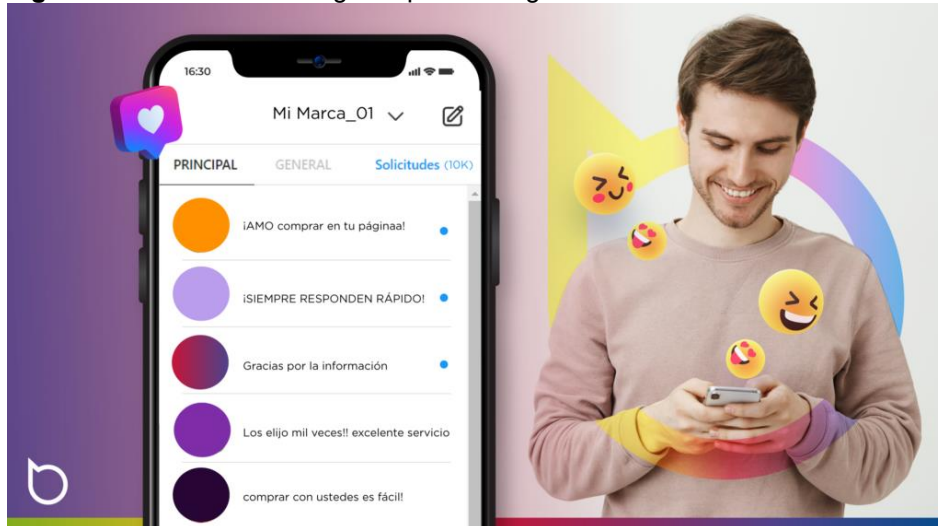 16:30
Mi Marca_01
PRINCIPAL GENERAL Solicitudes (10K)
¡AMO comprar en tu páginaa!
¡SIEMPRE RESPONDEN RÁPIDO!
Gracias por la información
Los elijo mil veces!! excelente servicio
comprar con ustedes es fácil!